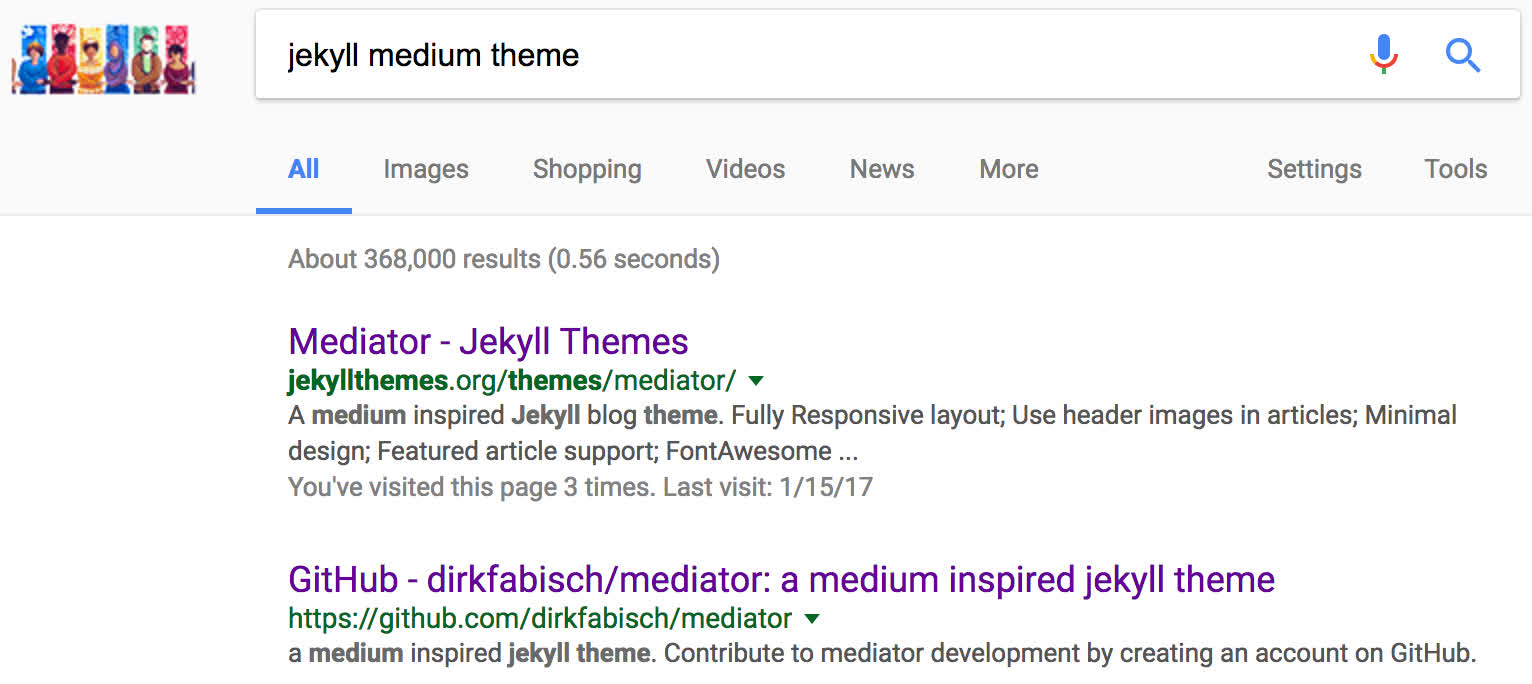 jekyll medium theme
All Images Shopping Videos News More Settings Tools
About 368,000 results (0.56 seconds)
Mediator - Jekyll Themes
jekyllthemes.org/themes/mediator/
A medium inspired Jekyll blog theme. Fully Responsive layout; Use header images in articles; Minimal
design; Featured article support; FontAwesome ...
You've visited this page 3 times. Last visit: 1/15/17
GitHub - dirkfabisch/mediator: a medium inspired jekyll theme
https://github.com/dirkfabisch/mediator
a medium inspired jekyll theme. Contribute to mediator development by creating an account on GitHub.